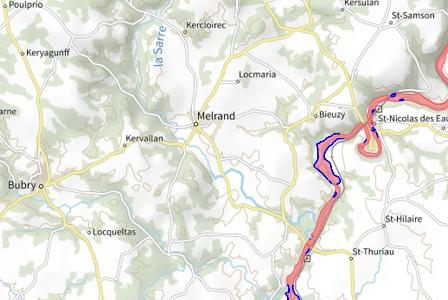 Poulprio
Kersulan
St-Samson
Kercloirec
la Sarre
Keryagunff
Locmaria
Bieuzy
St-Nicolas des Eau
Melrand
Kervallan
Bubry
St-Hilaire
Locqueltas
St-Thuriau